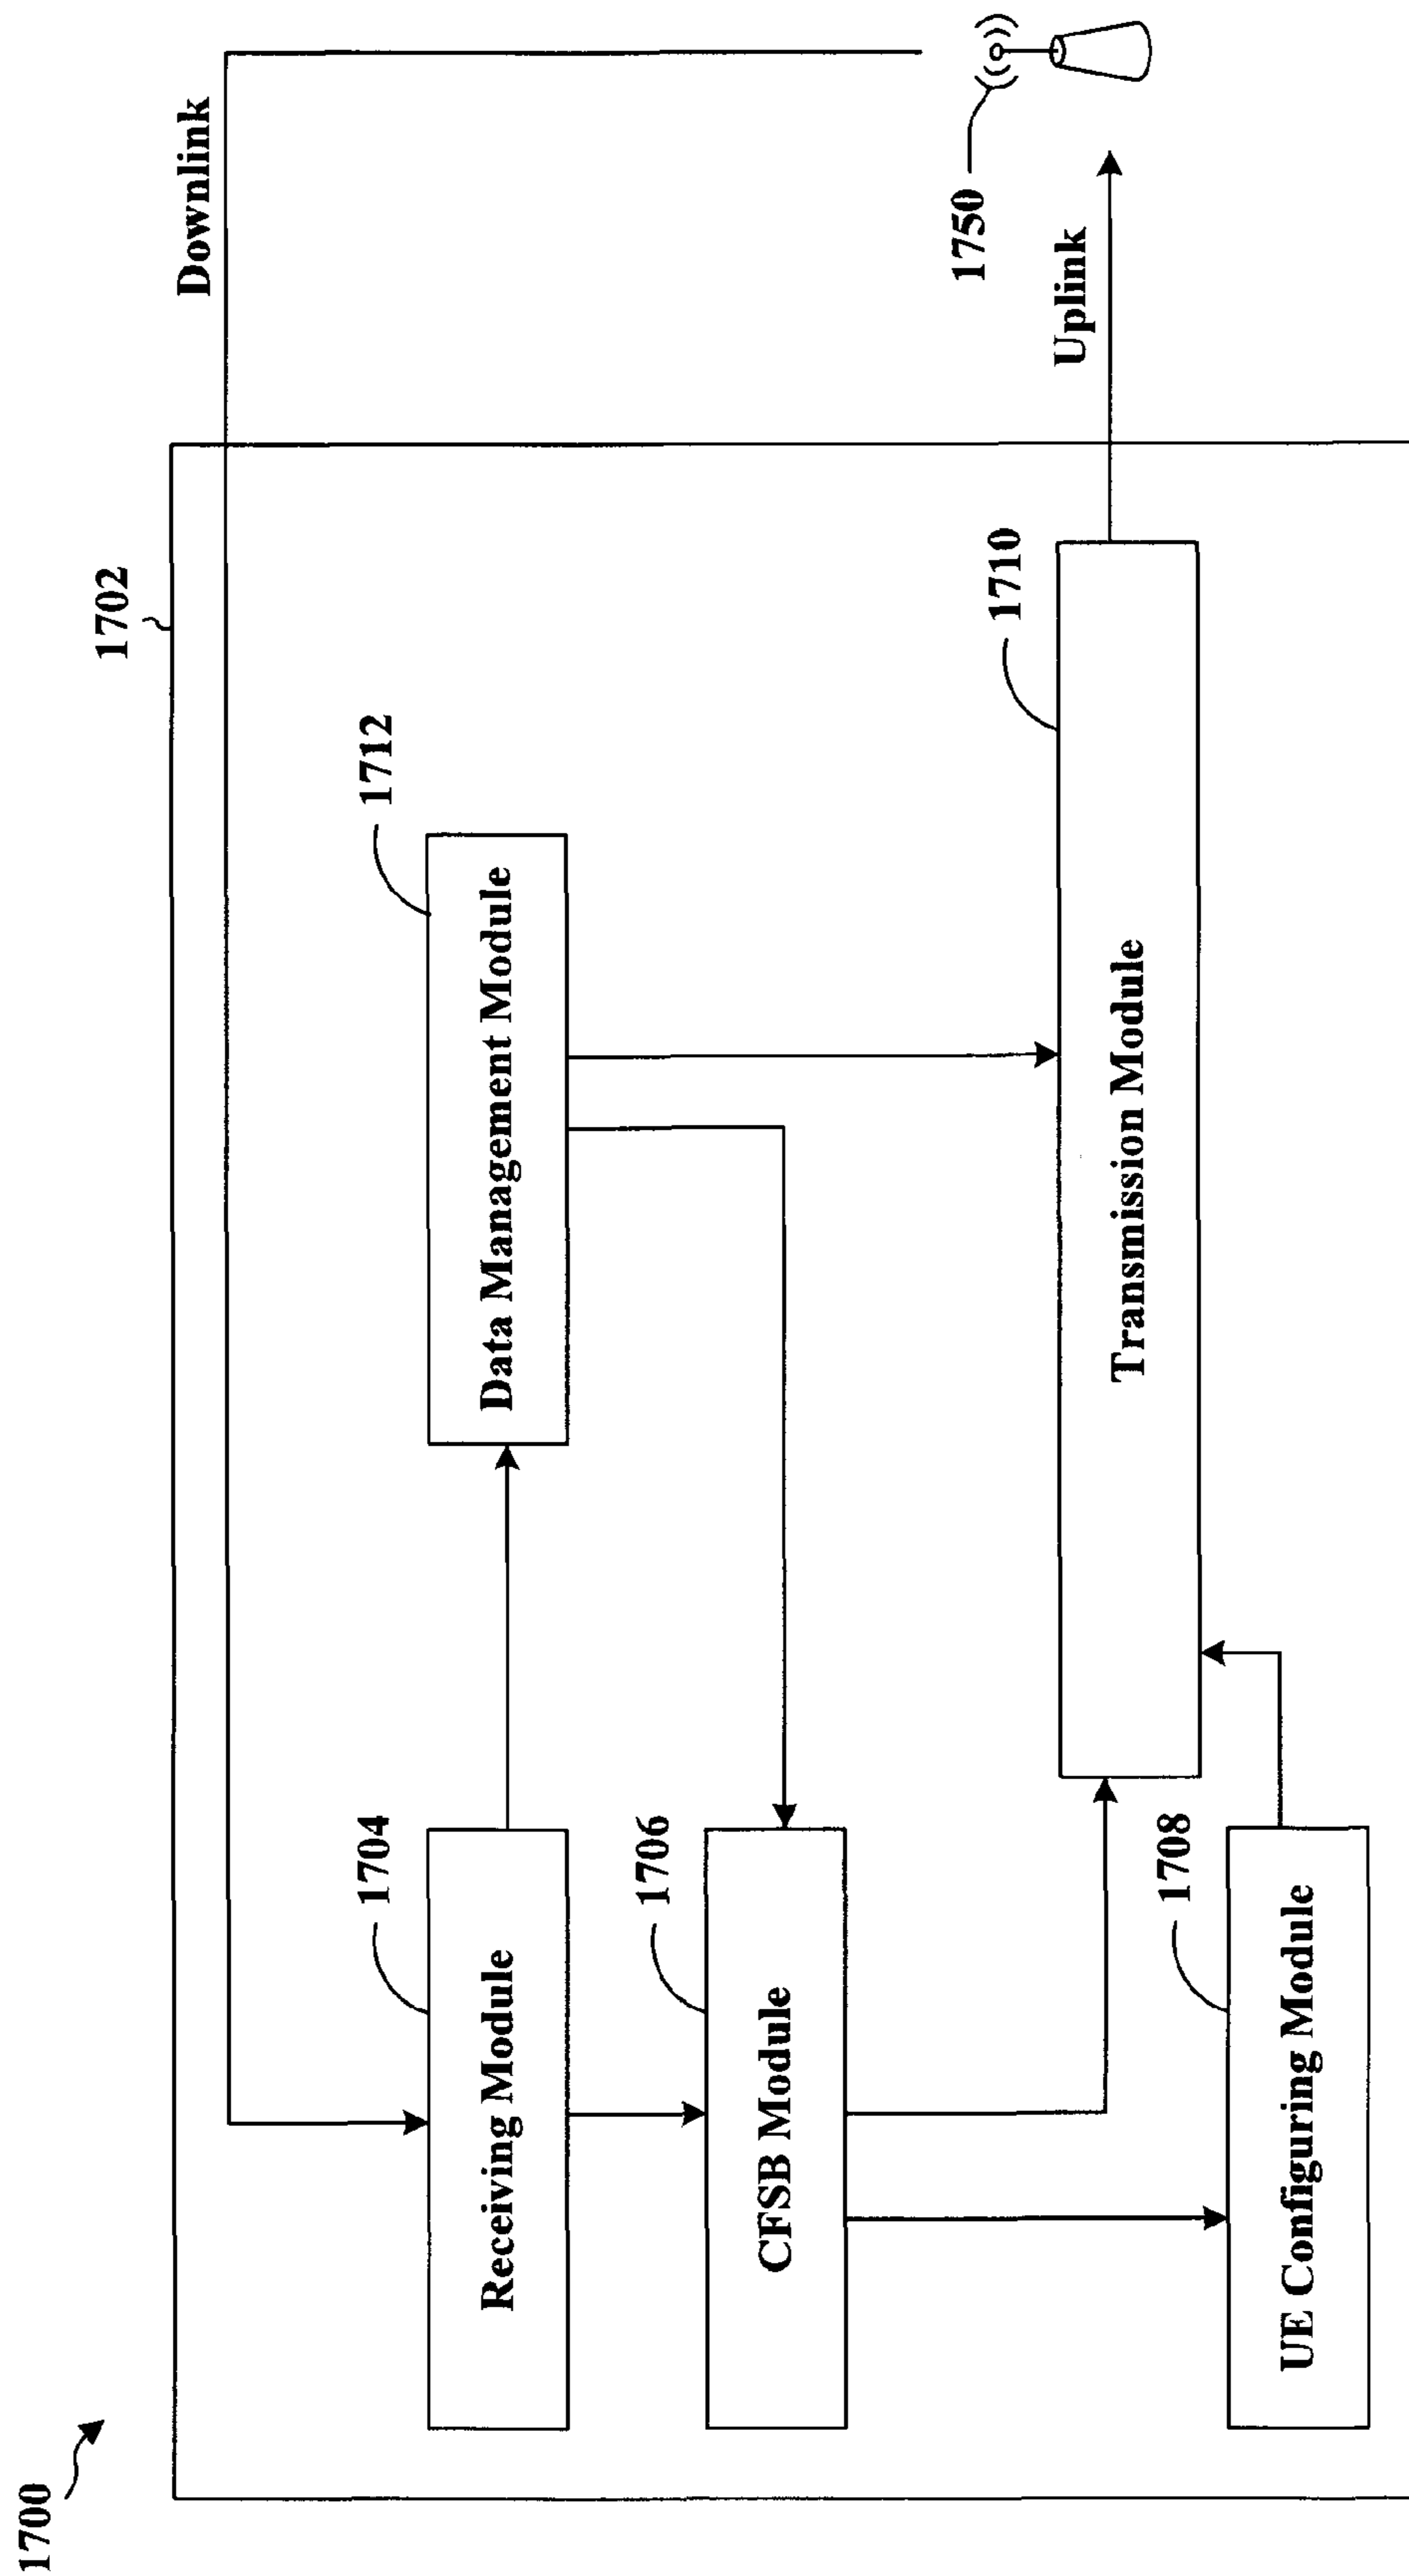 1700
1702
Downlink
1704
Receiving Module
1712
Data Management Module
1706
CFSB Module
1750
Uplink
1710
Transmission Module
1708
UE Configuring Module